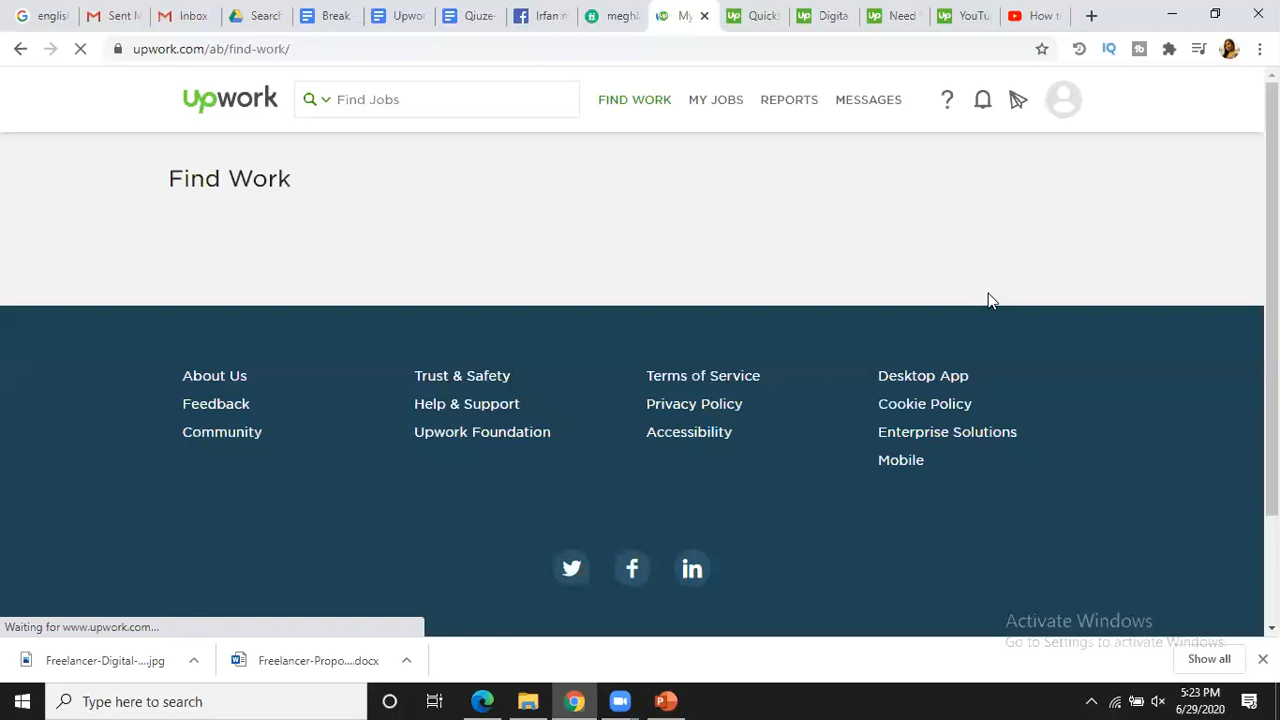 english
Sent M
Inbox
Search
Break
Upwor
Qiuze-
Irfan m
meghi
My
Quick
Digita
Need
YouTu
How t
upwork.com/ab/find-work/
IQ
upwork
Find Jobs
FIND WORK
MY JOBS
REPORTS
MESSAGES
?
Find Work
About Us
Trust & Safety
Terms of Service
Desktop App
Feedback
Help & Support
Privacy Policy
Cookie Policy
Community
Upwork Foundation
Accessibility
Enterprise Solutions
Mobile
Waiting for www.upwork.com...
Activate Windows
Go to Settings to activate Windows.
Freelancer-Digital-....jpg
Freelancer-Propo....docx
Show all
Type here to search
5:23 PM
6/29/2020